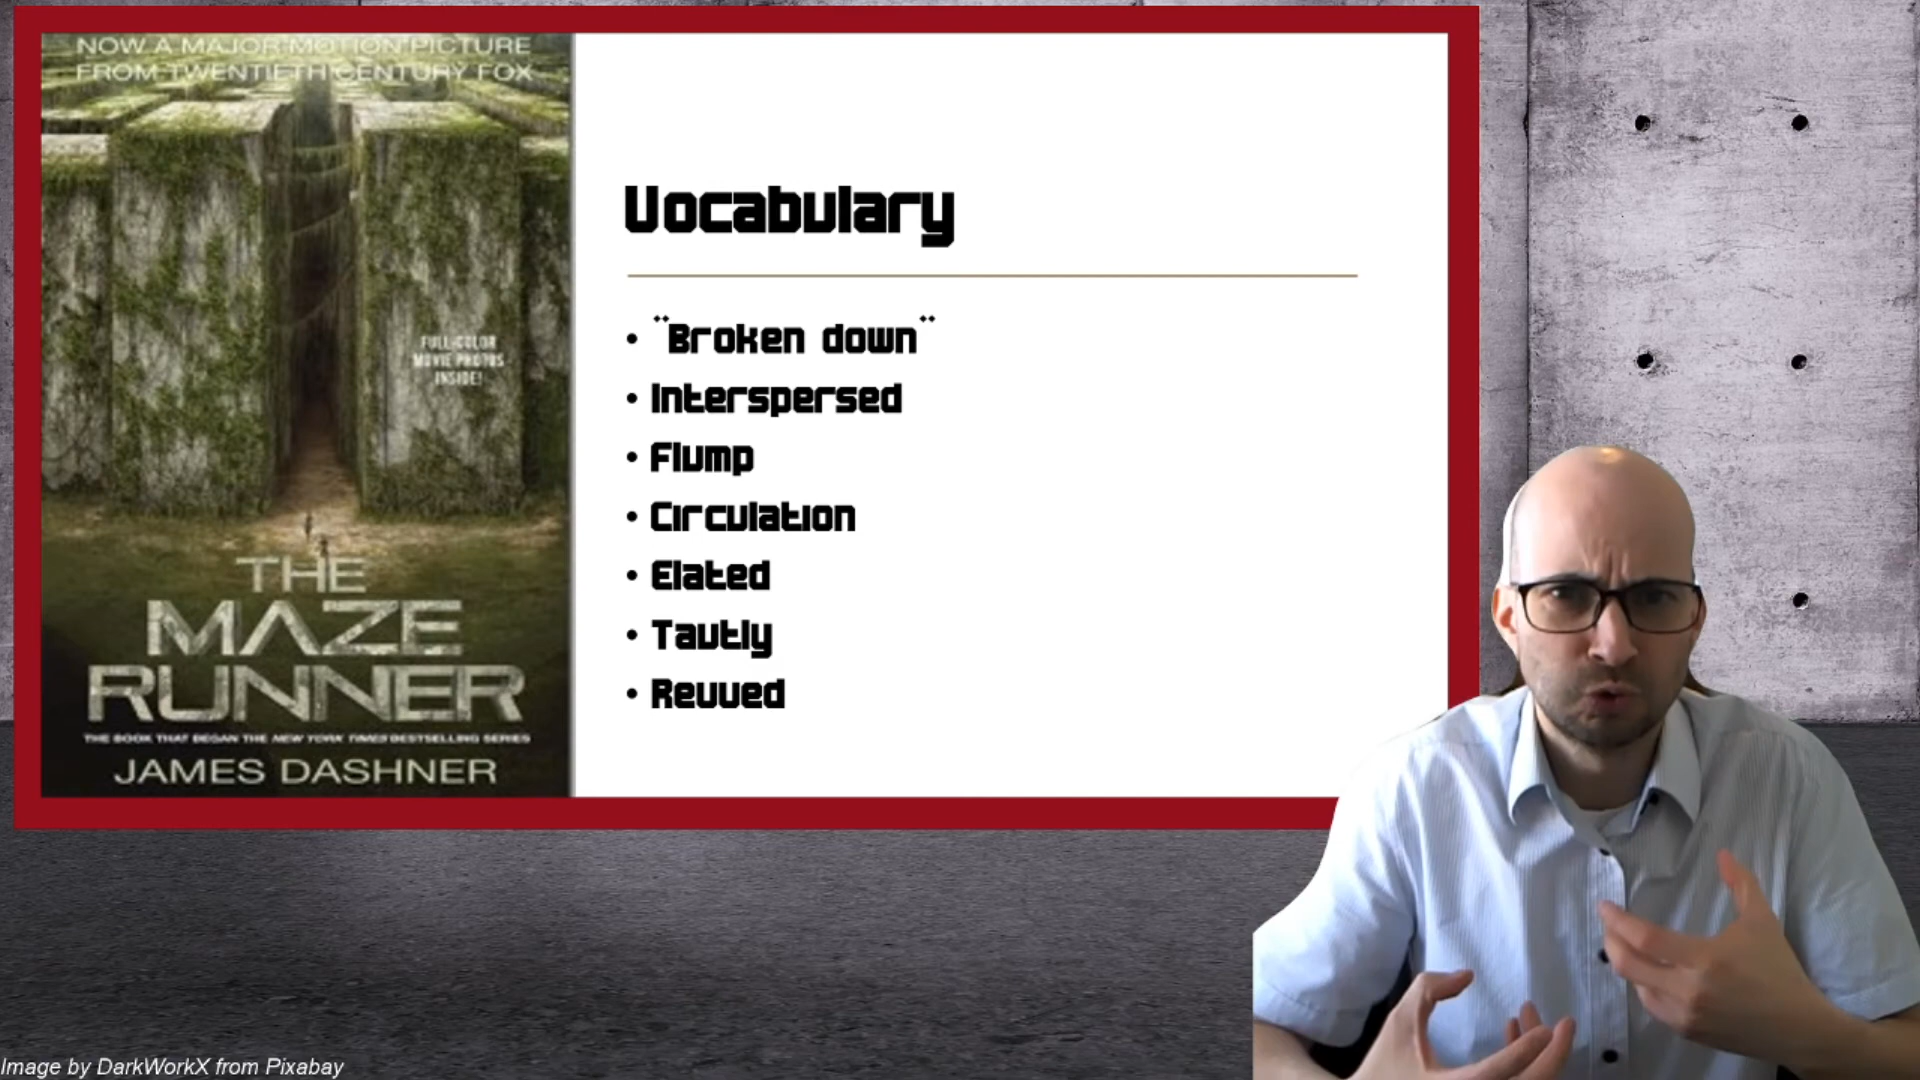 NOW A MAJOR MOTION PICTURE
FROM TWENTIETH CENTURY FOX
FULL-COLOR
MOVIE PHOTOS
INSIDE!
THE
MAZE
RUNNER
THE BOOK THAT BEGAN THE NEW YORK TIMES BESTSELLING SERIES
JAMES DASHNER
Vocabulary
• "Broken down"
• Interspersed
• Flump
• Circulation
• Elated
• Tautly
• Revved
Image by DarkWorkX from Pixabay